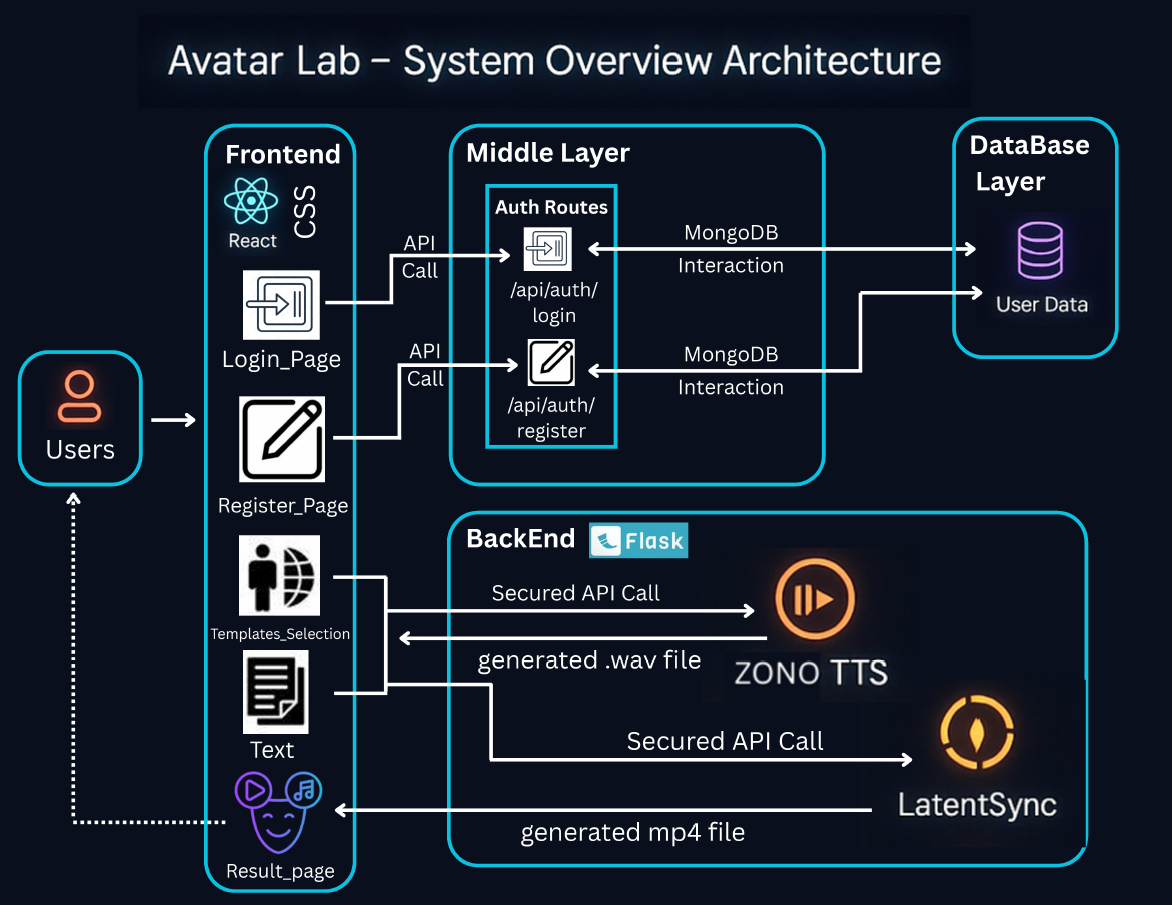 Avatar Lab – System Overview Architecture
Frontend
React
CSS
Login_Page
Register_Page
Templates_Selection
Text
Result_page
Users
Middle Layer
Auth Routes
API
Call
/api/auth/
login
API
Call
/api/auth/
register
MongoDB
Interaction
MongoDB
Interaction
DataBase
Layer
User Data
BackEnd
Flask
Secured API Call
generated .wav file
ZONO TTS
Secured API Call
LatentSync
generated mp4 file